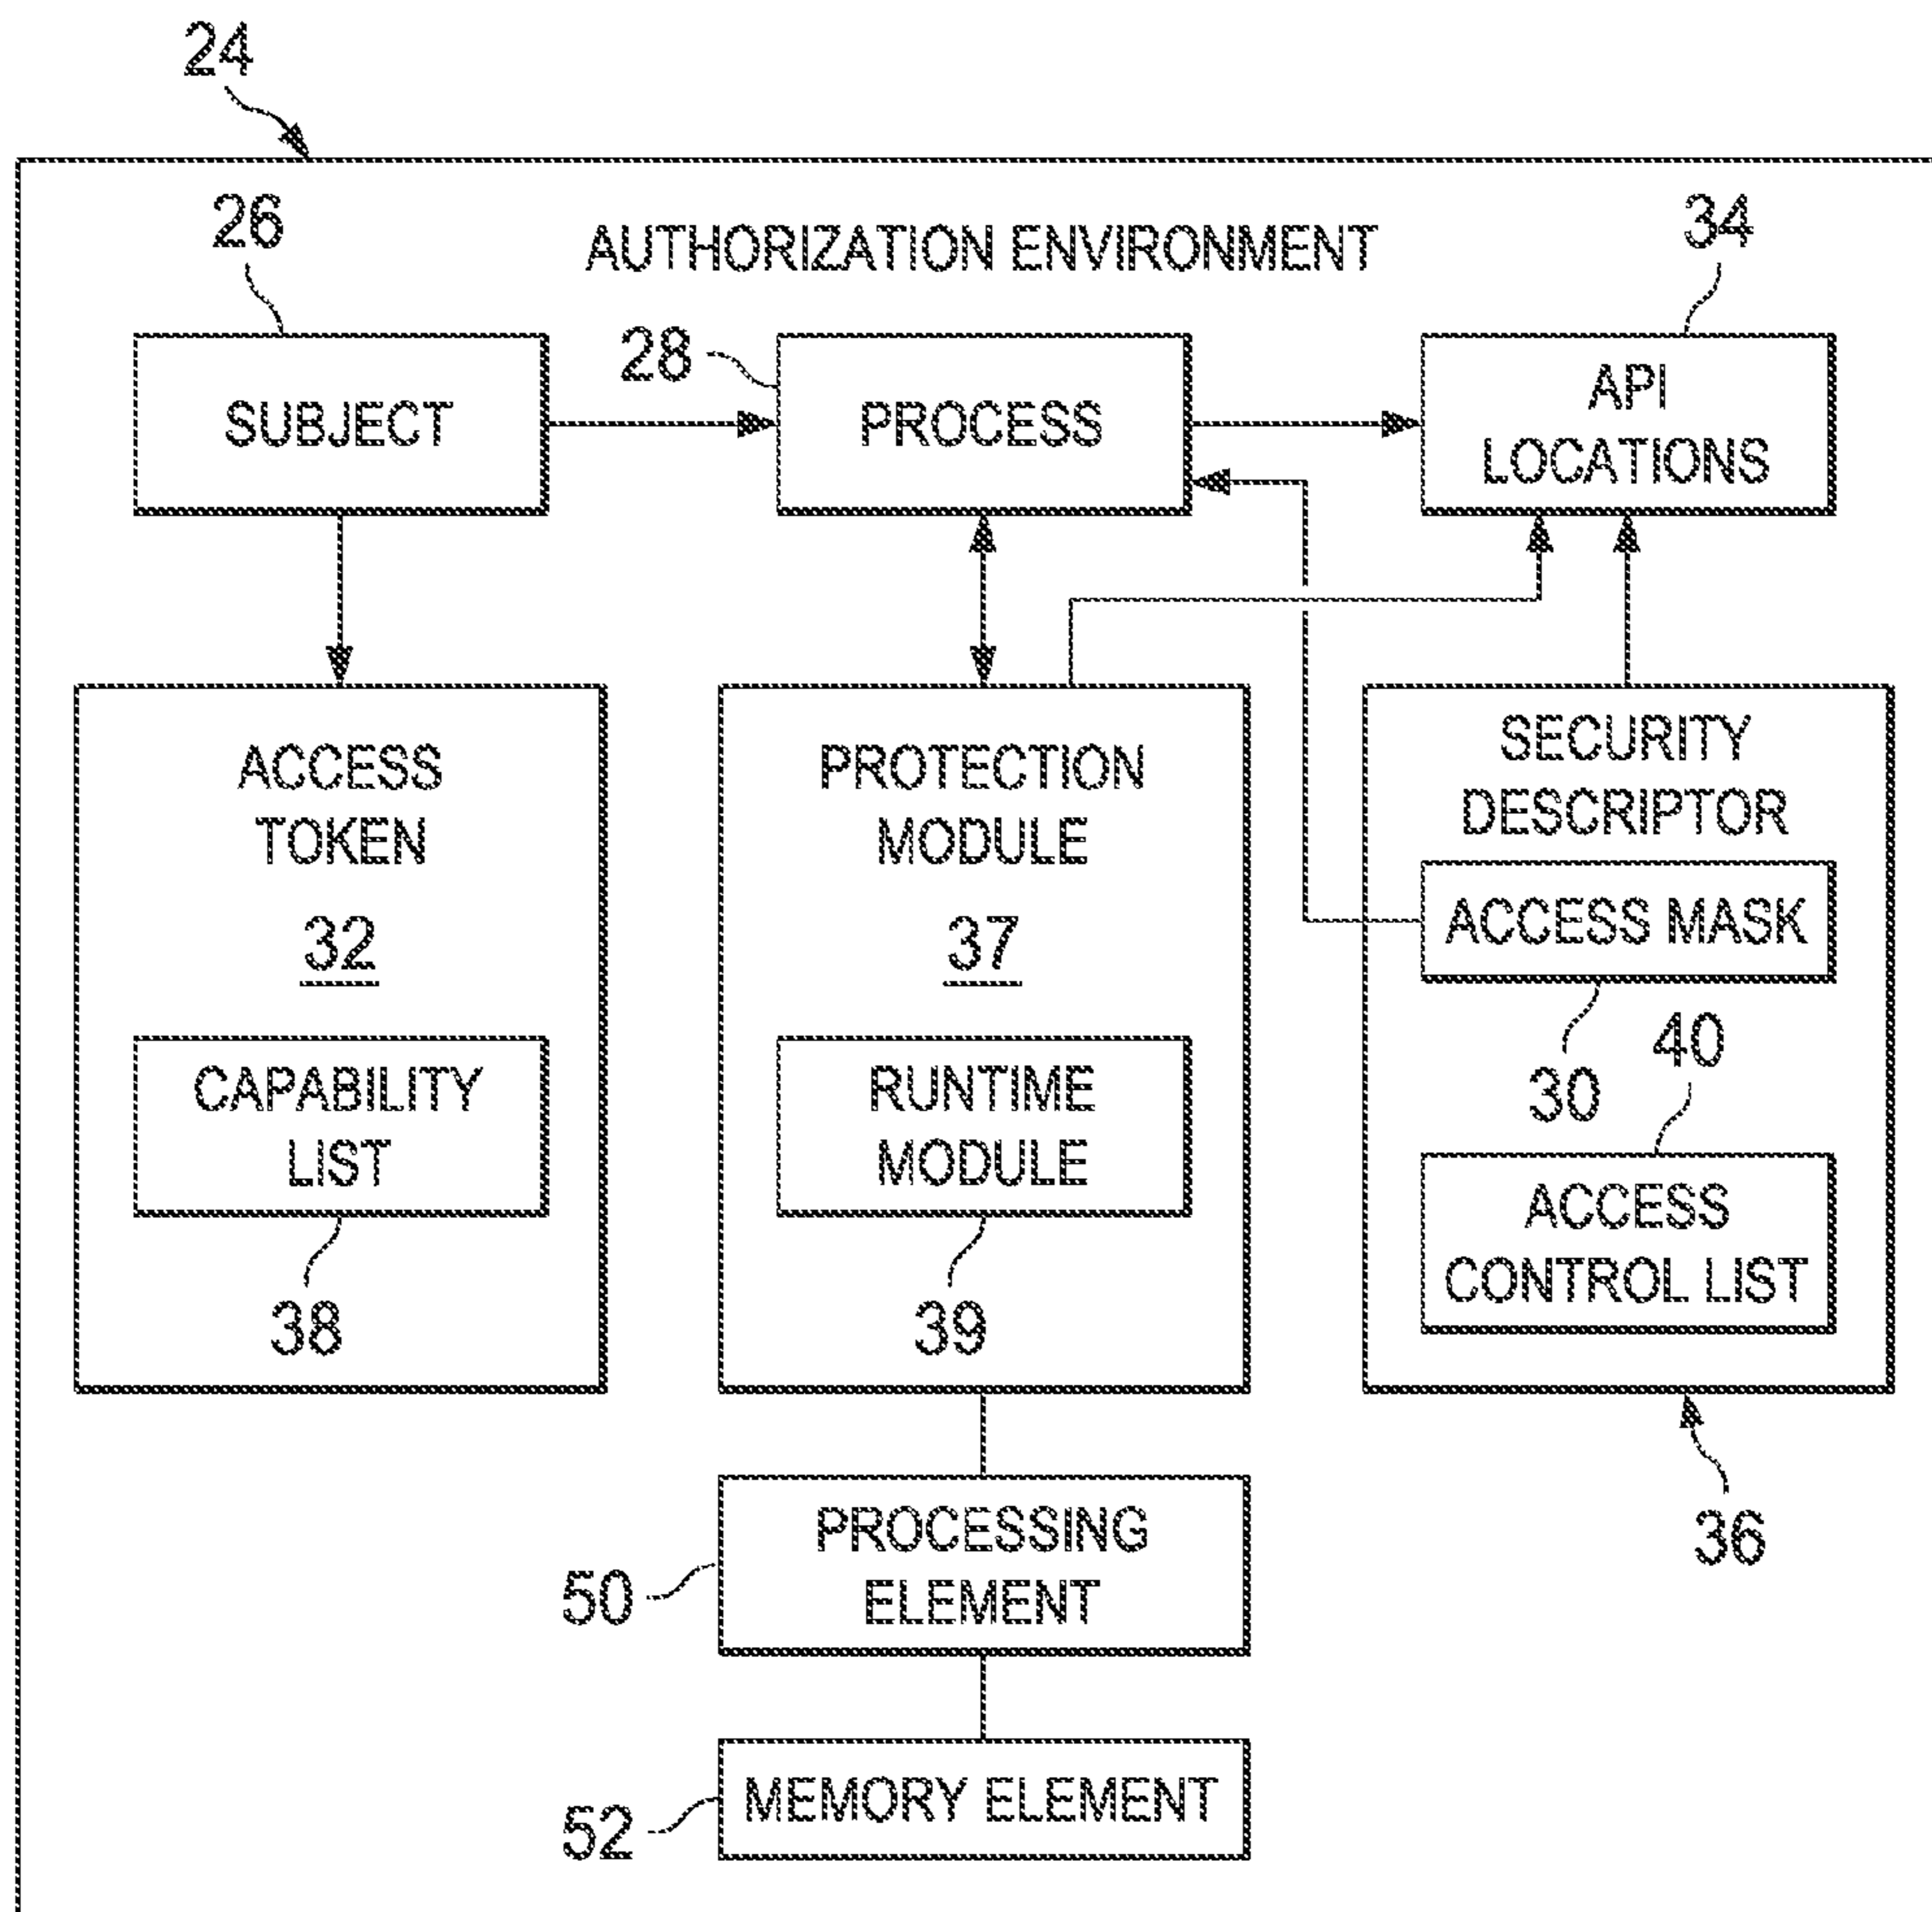 24
AUTHORIZATION ENVIRONMENT
26
34
28
SUBJECT
PROCESS
API
LOCATIONS
ACCESS
TOKEN
32
CAPABILITY
LIST
38
PROTECTION
MODULE
37
RUNTIME
MODULE
39
SECURITY
DESCRIPTOR
ACCESS MASK
30
40
ACCESS
CONTROL LIST
36
PROCESSING
ELEMENT
50
MEMORY ELEMENT
52